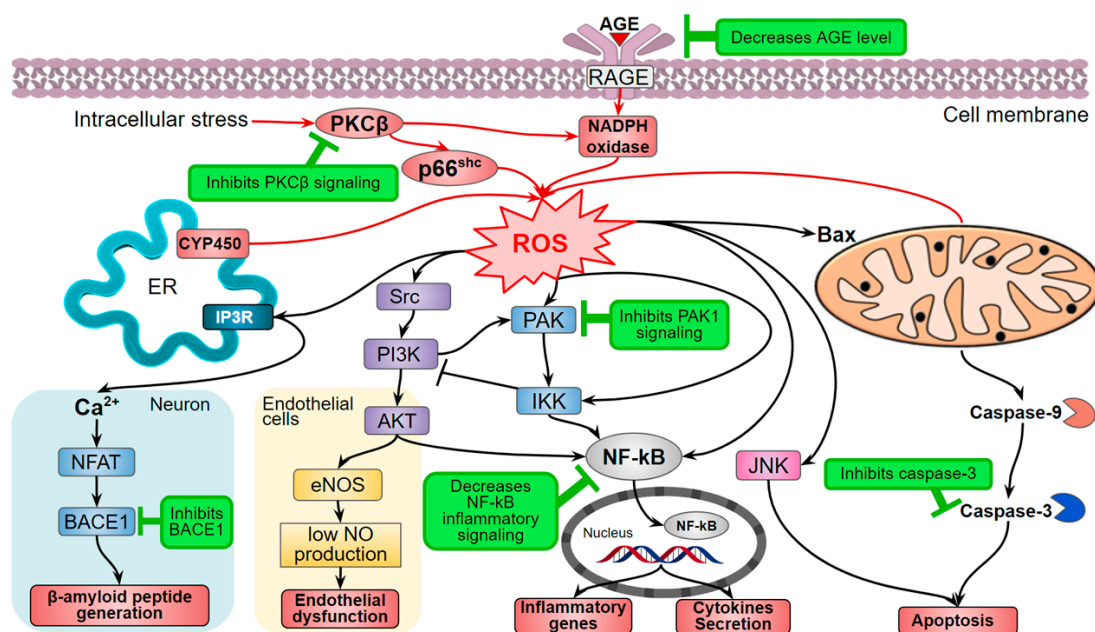 AGE
Decreases AGE level
RAGE
Cell membrane
Intracellular stress
PKCβ
NADPH
oxidase
p66shc
Inhibits PKCβ signaling
CYP450
ROS
Bax
ER
IP3R
Src
PAK
Inhibits PAK1
signaling
PI3K
IKK
Ca2+
Neuron
Endothelial
cells
AKT
Caspase-9
NFAT
NF-kB
JNK
Inhibits caspase-3
eNOS
Decreases
NF-kB
inflammatory
signaling
BACE1
Inhibits
BACE1
low NO
production
Nucleus
NF-kB
Caspase-3
β-amyloid peptide
generation
Endothelial
dysfunction
Inflammatory
genes
Cytokines
Secretion
Apoptosis